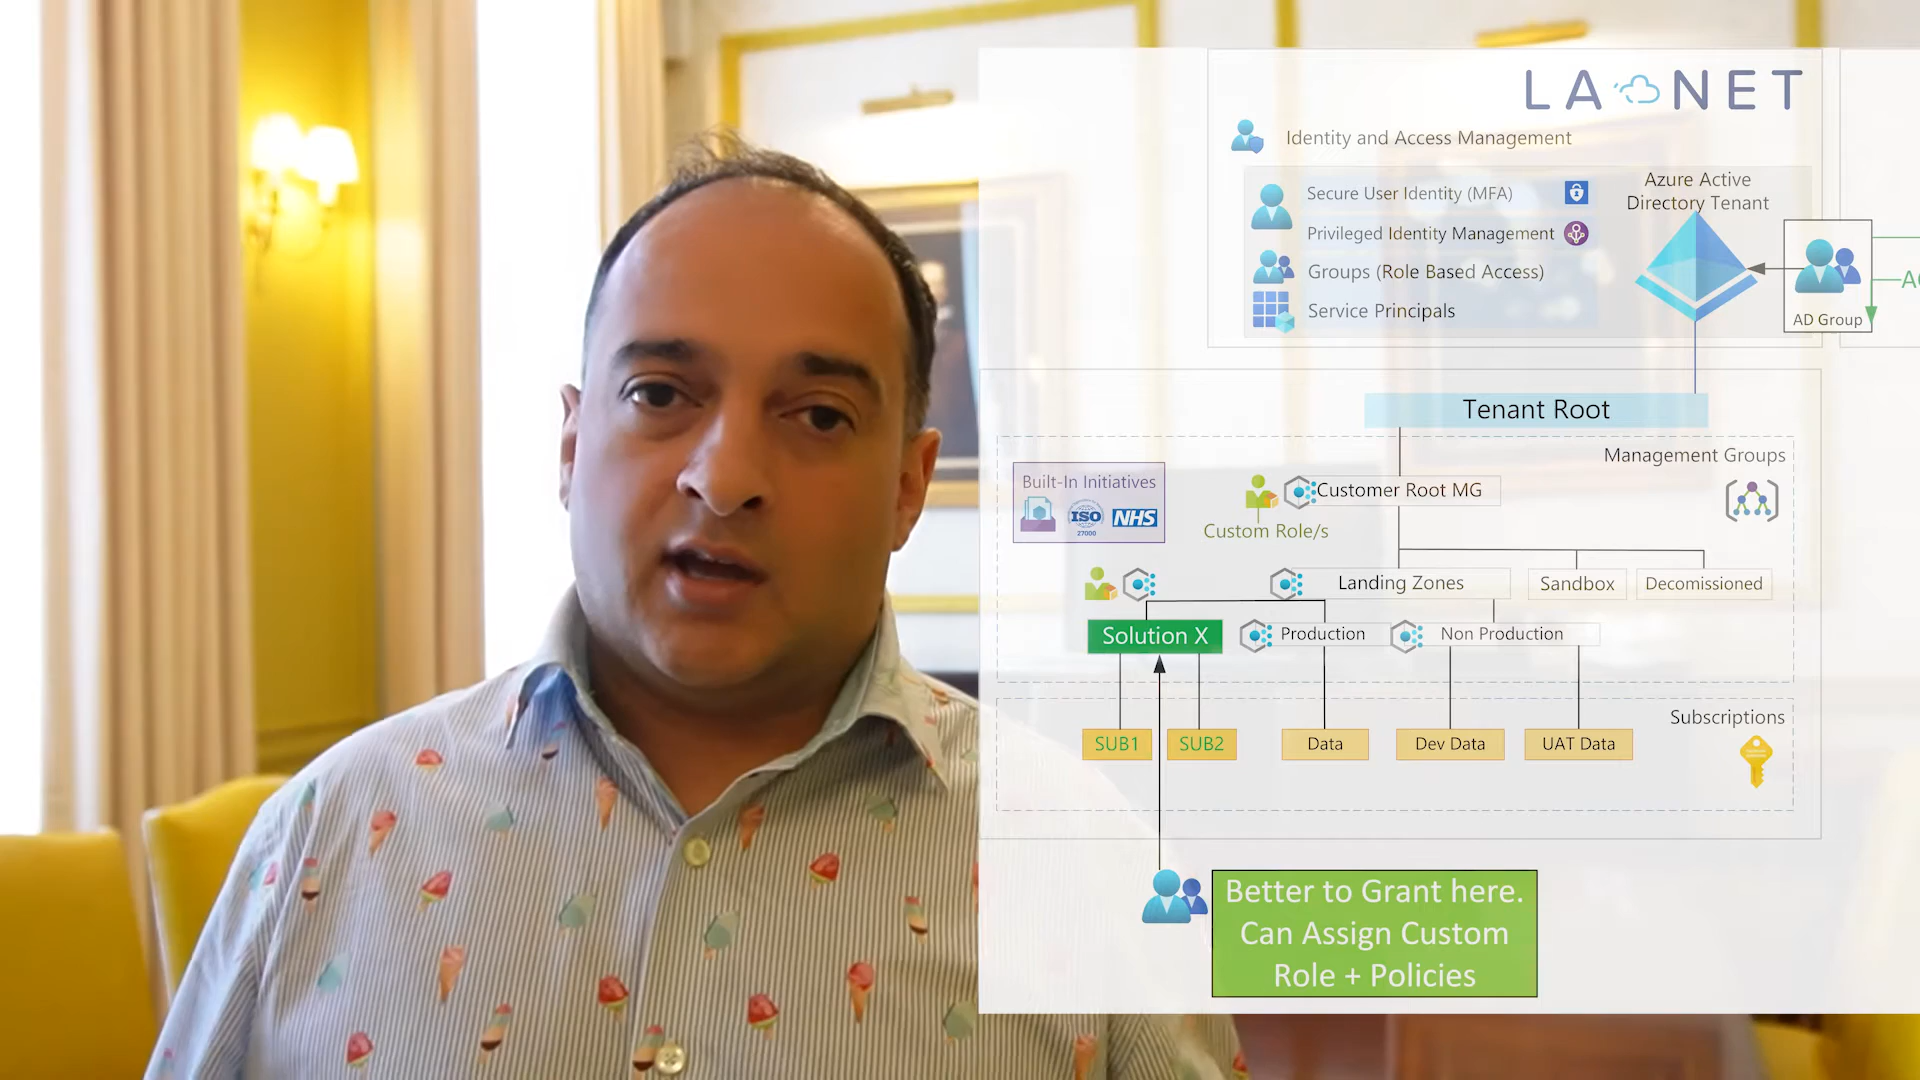 LA NET
Identity and Access Management
Secure User Identity (MFA)
Privileged Identity Management
Groups (Role Based Access)
Service Principals
Azure Active
Directory Tenant
AD Group
Tenant Root
Management Groups
Built-In Initiatives
ISO
27000
NHS
Customer Root MG
Custom Role/s
Landing Zones
Sandbox
Decomissioned
Solution X
Production
Non Production
Subscriptions
SUB1
SUB2
Data
Dev Data
UAT Data
Better to Grant here.
Can Assign Custom
Role + Policies